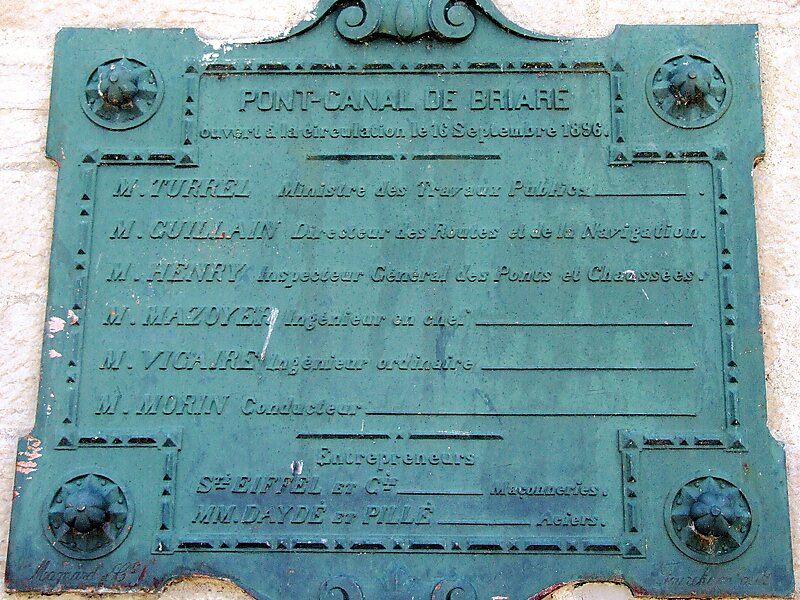 PONT-CANAL DE BRIARE
ouvert à la circulation le 16 Septembre 1896.
M. TURREL Ministre des Travaux Publics
M. GUILLAIN Directeur des Routes et de la Navigation.
M. HENRY Inspecteur Général des Ponts et Chaussées.
M. MAZOYER Ingénieur en chef
M. VIGAIRE Ingénieur ordinaire
M. MORIN Conducteur
Entrepreneurs
Sté EIFFEL ET Cie Maçonneries.
MM. DAYDÉ ET PILLÉ Aciers.